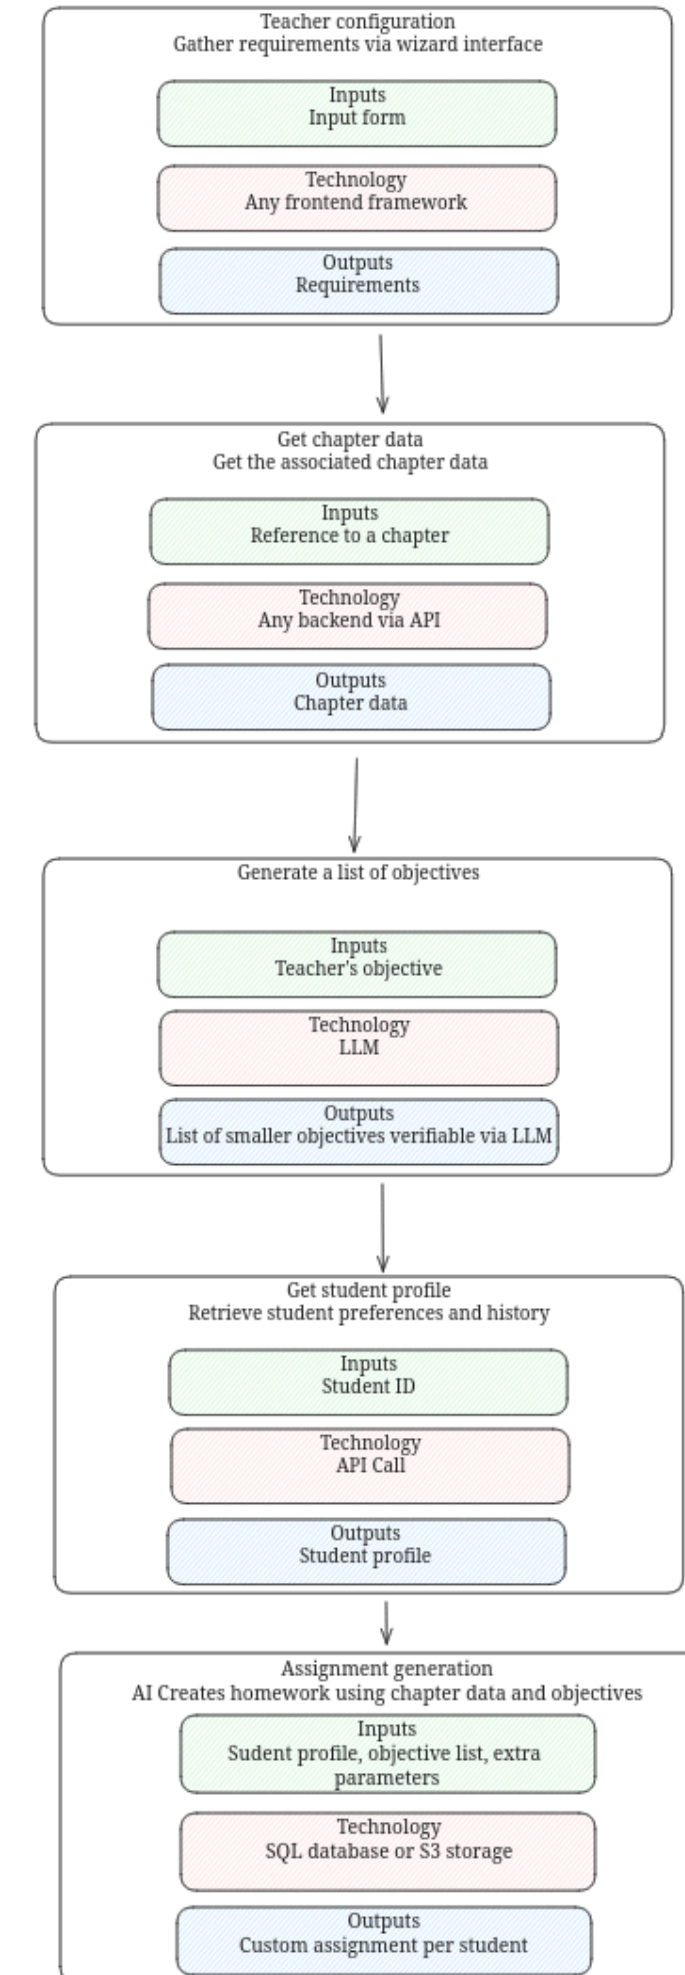 Teacher configuration
Gather requirements via wizard interface
Inputs
Input form
Technology
Any frontend framework
Outputs
Requirements
Get chapter data
Get the associated chapter data
Inputs
Reference to a chapter
Technology
Any backend via API
Outputs
Chapter data
Generate a list of objectives
Inputs
Teacher's objective
Technology
LLM
Outputs
List of smaller objectives verifiable via LLM
Get student profile
Retrieve student preferences and history
Inputs
Student ID
Technology
API Call
Outputs
Student profile
Assignment generation
AI Creates homework using chapter data and objectives
Inputs
Sudent profile, objective list, extra
parameters
Technology
SQL database or S3 storage
Outputs
Custom assignment per student